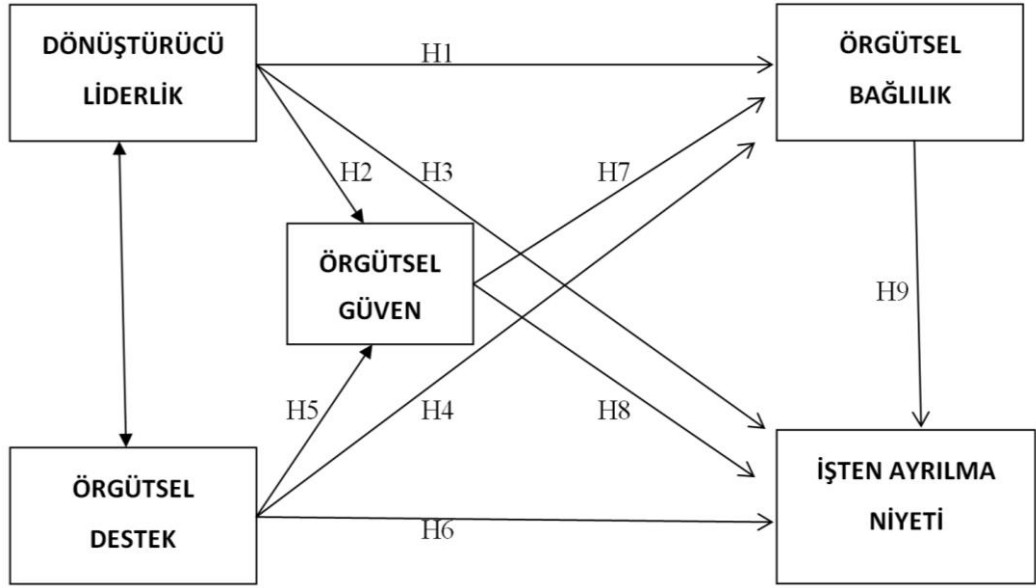 DÖNÜŞTÜRÜCÜ
LİDERLİK
H1
ÖRGÜTSEL
BAĞLILIK
H2
H3
H7
ÖRGÜTSEL
GÜVEN
H9
H5
H4
H8
ÖRGÜTSEL
DESTEK
H6
İŞTEN AYRILMA
NİYETİ